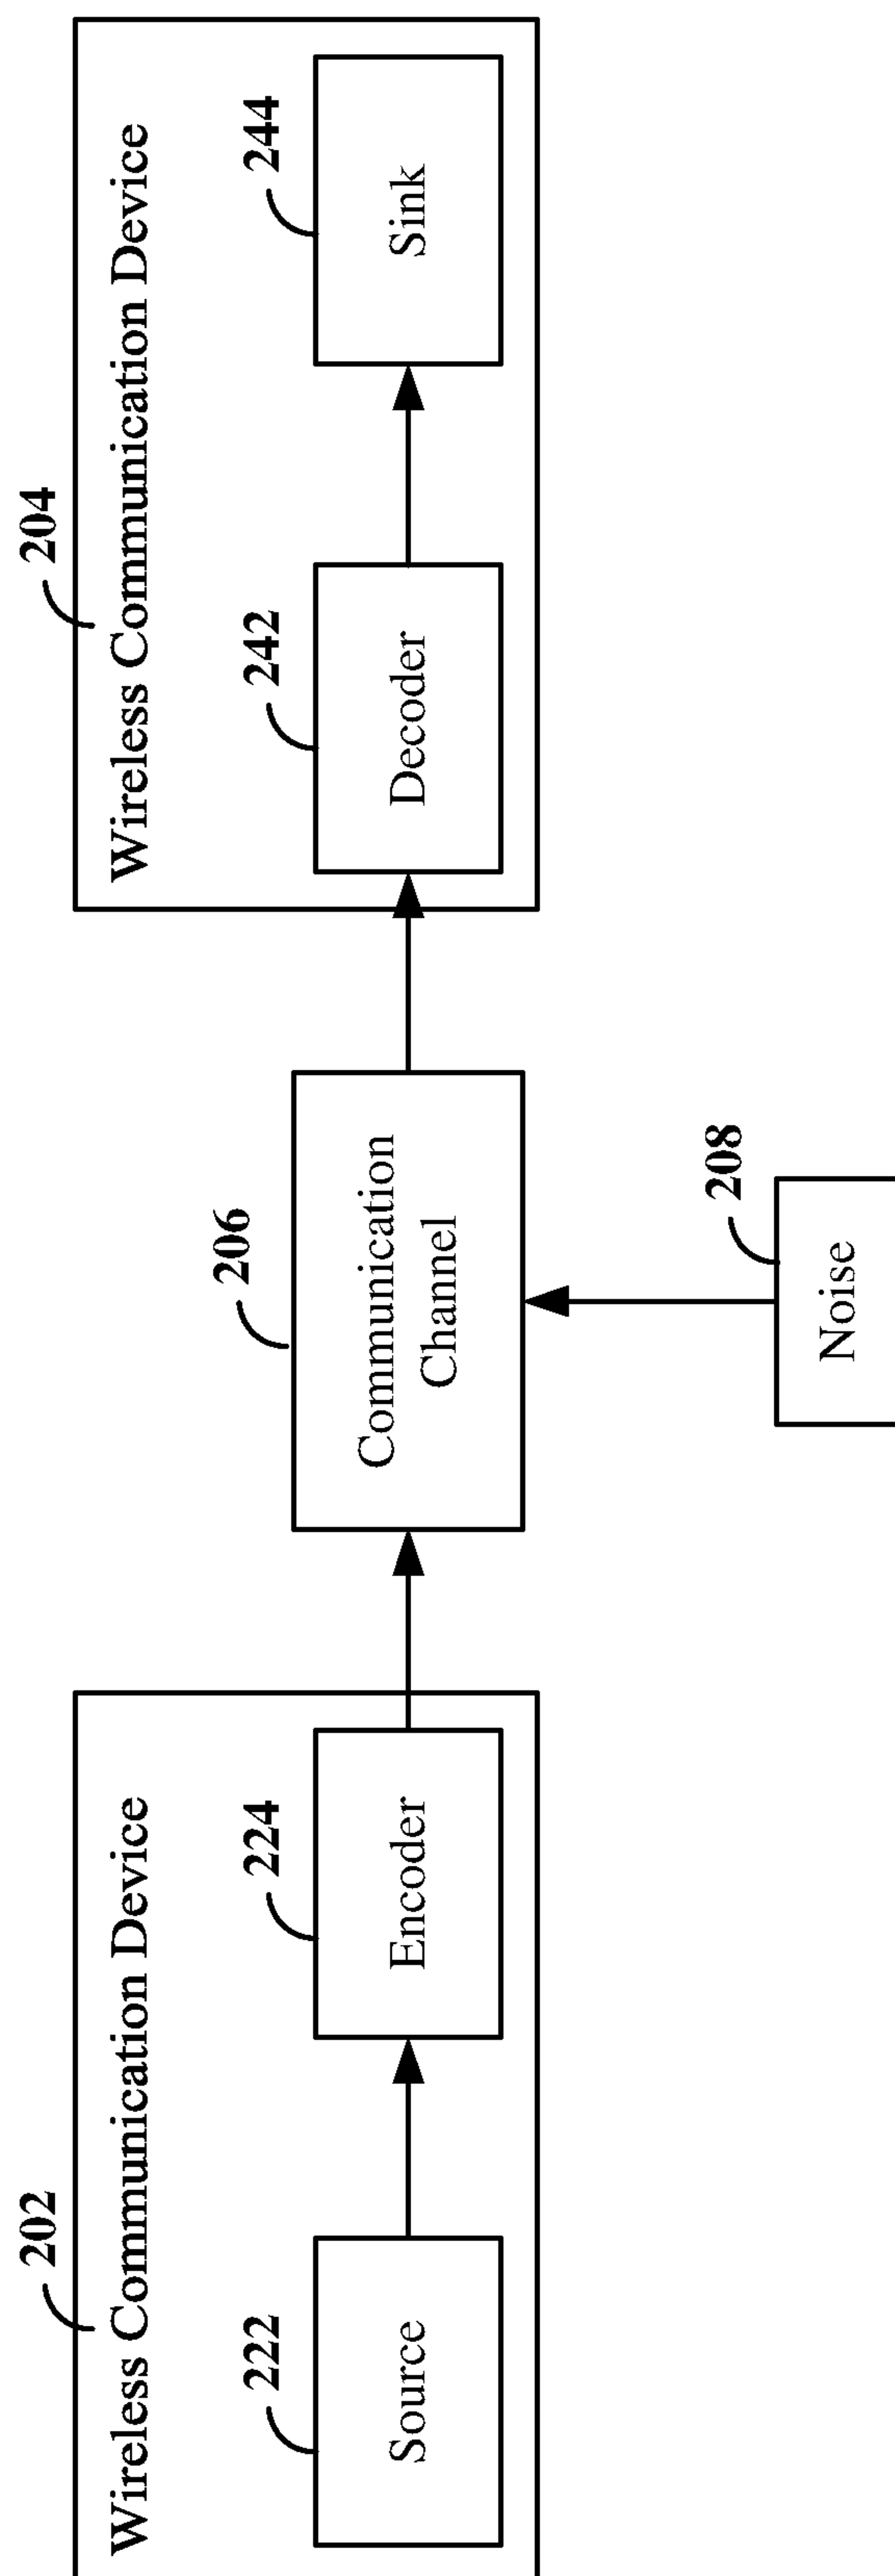 202
Wireless Communication Device
222
Source
224
Encoder
206
Communication
Channel
208
Noise
204
Wireless Communication Device
242
Decoder
244
Sink